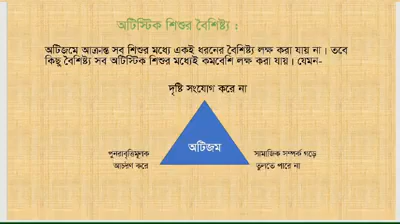 অটিস্টিক শিশুর বৈশিষ্ট্য :
অটিজমে আক্রান্ত সব শিশুর মধ্যে একই ধরনের বৈশিষ্ট্য লক্ষ করা যায় না। তবে
কিছু বৈশিষ্ট্য সব অটিস্টিক শিশুর মধ্যেই কমবেশি লক্ষ করা যায়। যেমন-
দৃষ্টি সংযোগ করে না
অটিজম
পুনরাবৃত্তিমূলক
আচরণ করে
সামাজিক সম্পর্ক গড়ে
তুলতে পারে না